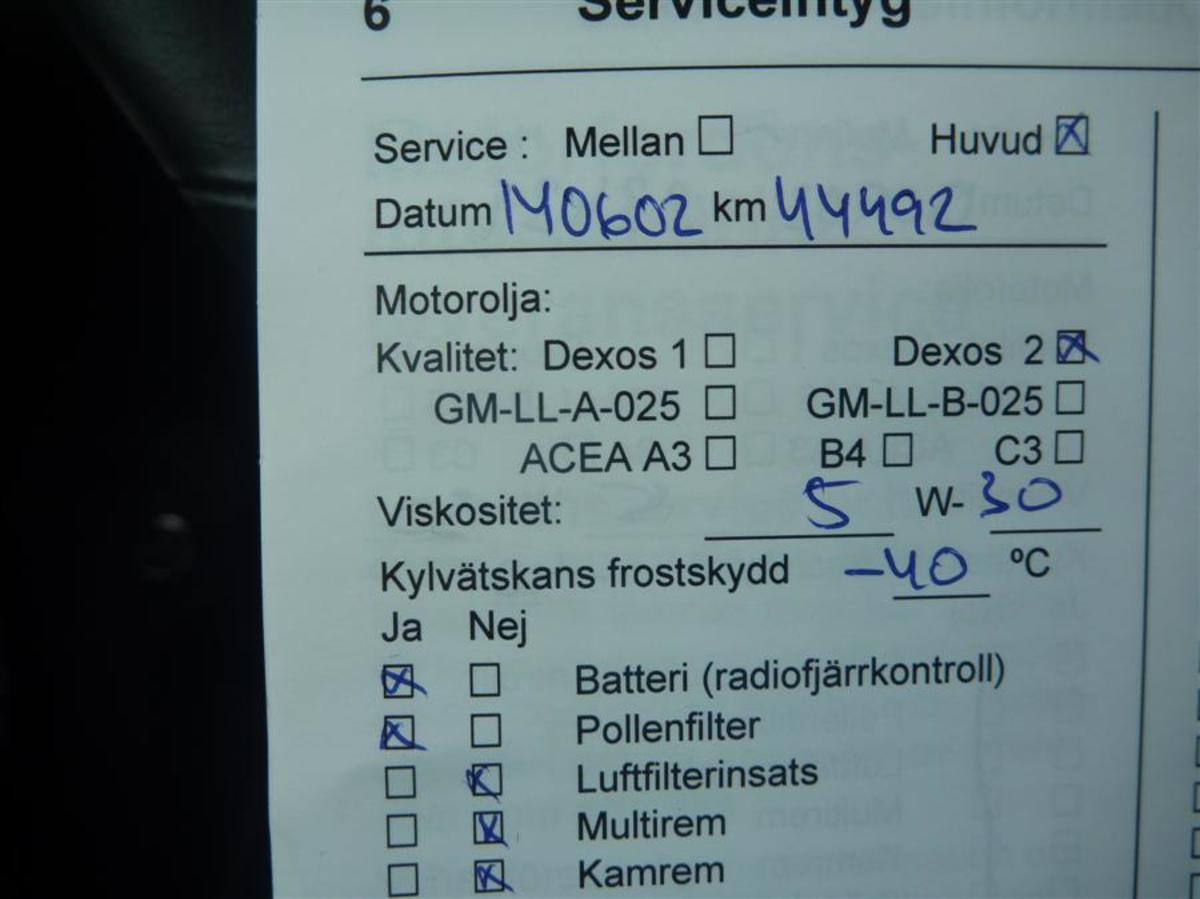 6 Serviceintyg
Service : Mellan ☐ Huvud ☒
Datum 140602 km 44492
Motorolja:
Kvalitet: Dexos 1 ☐ Dexos 2 ☒
GM-LL-A-025 ☐ GM-LL-B-025 ☐
ACEA A3 ☐ B4 ☐ C3 ☐
Viskositet: 5 W- 30
Kylvätskans frostskydd -40 ºC
Ja Nej
☒ ☐ Batteri (radiofjärrkontroll)
☒ ☐ Pollenfilter
☐ ☒ Luftfilterinsats
☐ ☒ Multirem
☐ ☒ Kamrem